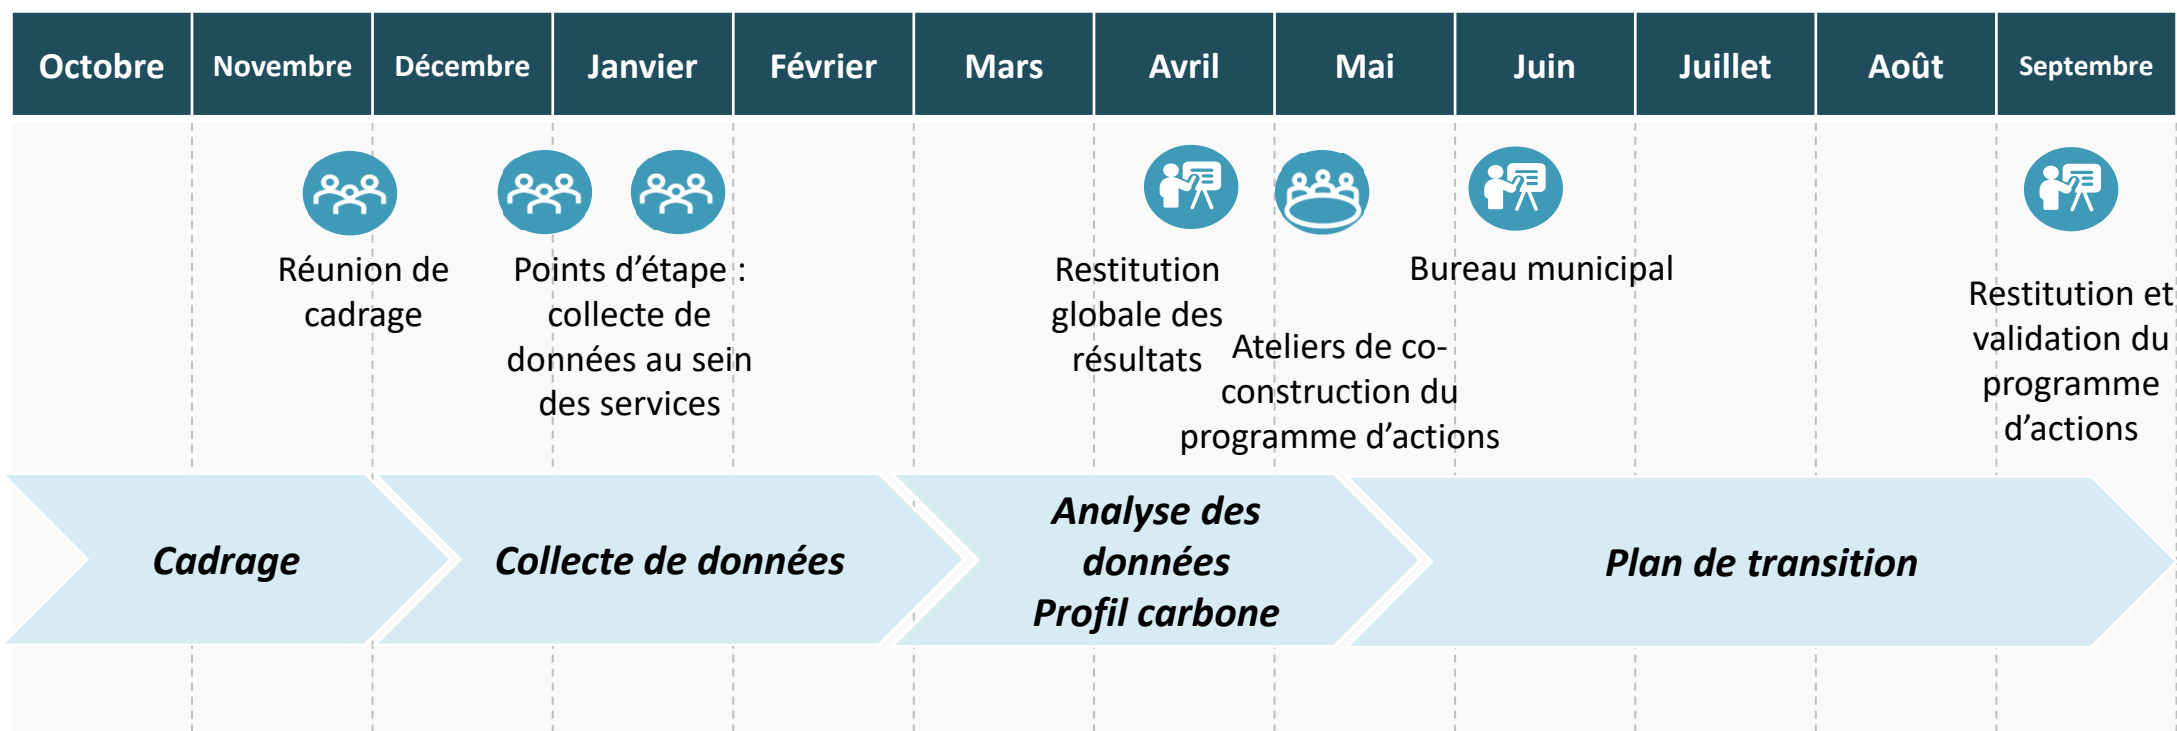 Octobre
Novembre
Décembre
Janvier
Février
Mars
Avril
Mai
Juin
Juillet
Août
Septembre
Réunion de
cadrage
Points d’étape :
collecte de
données au sein
des services
Restitution
globale des
résultats
Ateliers de co-
construction du
programme d’actions
Bureau municipal
Restitution et
validation du
programme
d’actions
Cadrage
Collecte de données
Analyse des
données
Profil carbone
Plan de transition